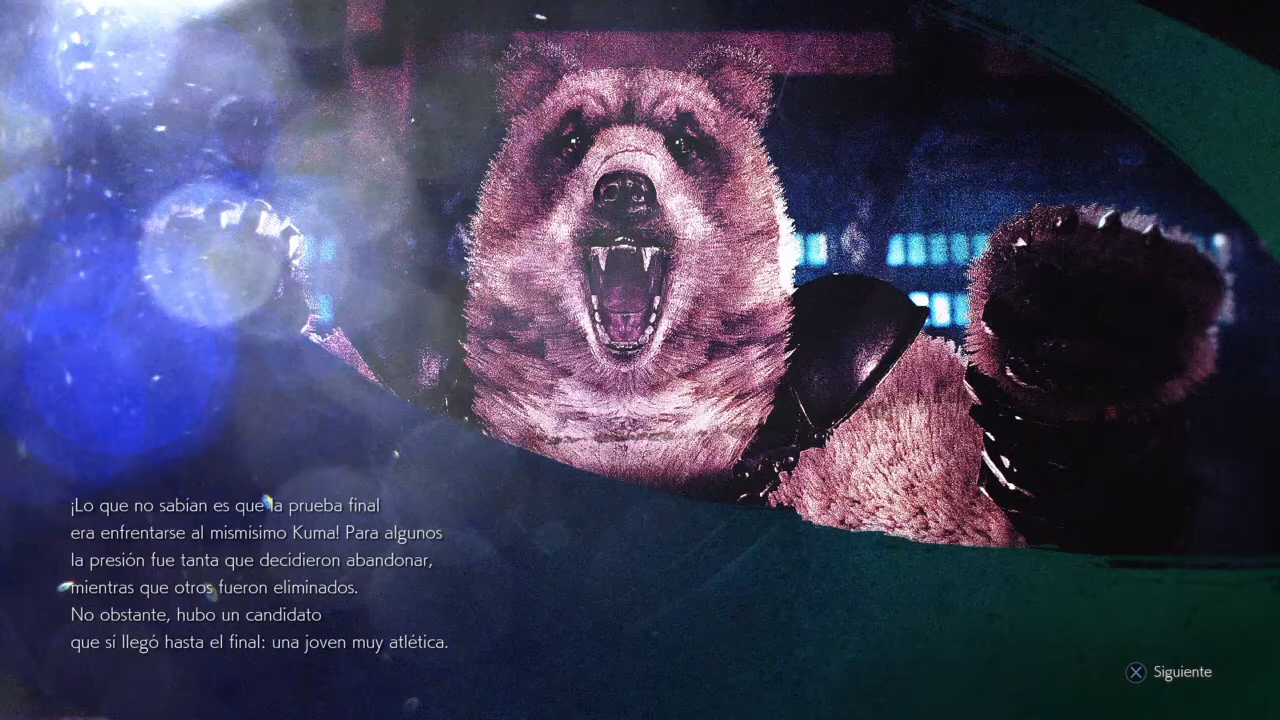 ¡Lo que no sabían es que la prueba final
era enfrentarse al mismísimo Kuma! Para algunos
la presión fue tanta que decidieron abandonar,
mientras que otros fueron eliminados.
No obstante, hubo un candidato
que sí llegó hasta el final: una joven muy atlética.
Siguiente